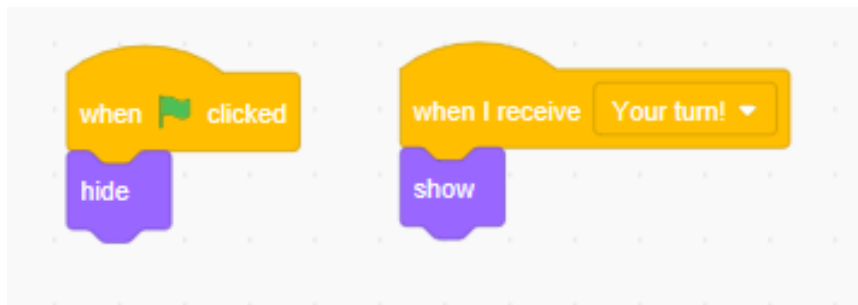 when clicked
hide
when I receive Your turn!
show